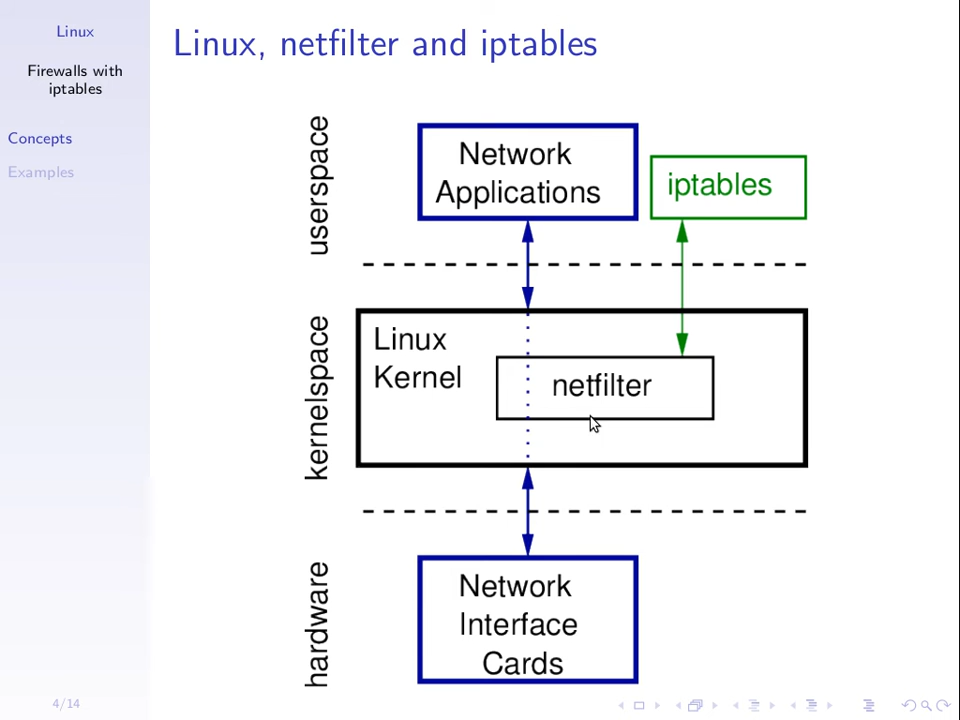 Linux
Firewalls with
iptables
Concepts
Examples
Linux, netfilter and iptables
userspace
Network
Applications
iptables
kernelspace
Linux
Kernel
netfilter
hardware
Network
Interface
Cards
4/14